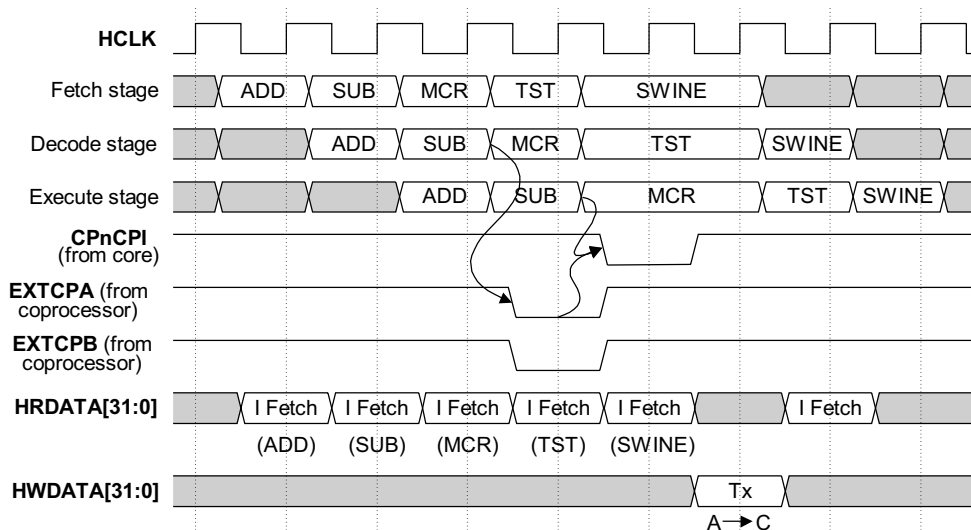 HCLK
Fetch stage ADD SUB MCR TST SWINE
Decode stage ADD SUB MCR TST SWINE
Execute stage ADD SUB MCR TST SWINE
CPnCPI
(from core)
EXTCPA (from
coprocessor)
EXTCPB (from
coprocessor)
HRDATA[31:0] I Fetch I Fetch I Fetch I Fetch I Fetch I Fetch
(ADD) (SUB) (MCR) (TST) (SWINE)
HWDATA[31:0] Tx
A C